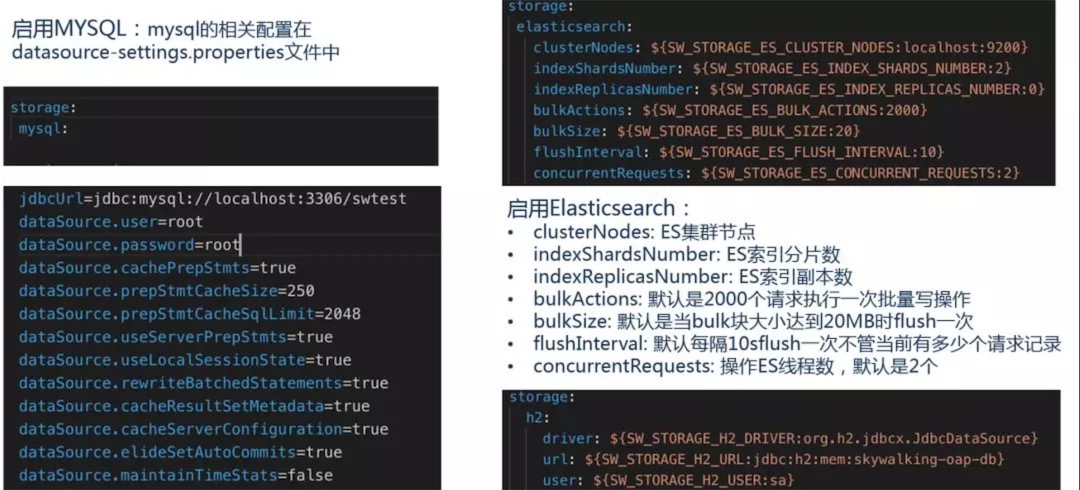 启用MYSQL：mysql的相关配置在
datasource-settings.properties文件中
storage:
mysql:
jdbcUrl=jdbc:mysql://localhost:3306/swtest
dataSource.user=root
dataSource.password=root
dataSource.cachePrepStmts=true
dataSource.prepStmtCacheSize=250
dataSource.prepStmtCacheSqlLimit=2048
dataSource.useServerPrepStmts=true
dataSource.useLocalSessionState=true
dataSource.rewriteBatchedStatements=true
dataSource.cacheResultSetMetadata=true
dataSource.cacheServerConfiguration=true
dataSource.elideSetAutoCommits=true
dataSource.maintainTimeStats=false
storage:
elasticsearch:
clusterNodes: ${SW_STORAGE_ES_CLUSTER_NODES:localhost:9200}
indexShardsNumber: ${SW_STORAGE_ES_INDEX_SHARDS_NUMBER:2}
indexReplicasNumber: ${SW_STORAGE_ES_INDEX_REPLICAS_NUMBER:0}
bulkActions: ${SW_STORAGE_ES_BULK_ACTIONS:2000}
bulkSize: ${SW_STORAGE_ES_BULK_SIZE:20}
flushInterval: ${SW_STORAGE_ES_FLUSH_INTERVAL:10}
concurrentRequests: ${SW_STORAGE_ES_CONCURRENT_REQUESTS:2}
启用Elasticsearch：
• clusterNodes: ES集群节点
• indexShardsNumber: ES索引分片数
• indexReplicasNumber: ES索引副本数
• bulkActions: 默认是2000个请求执行一次批量写操作
• bulkSize: 默认是当bulk块大小达到20MB时flush一次
• flushInterval: 默认每隔10sflush一次不管当前有多少个请求记录
• concurrentRequests: 操作ES线程数，默认是2个
storage:
h2:
driver: ${SW_STORAGE_H2_DRIVER:org.h2.jdbcx.JdbcDataSource}
url: ${SW_STORAGE_H2_URL:jdbc:h2:mem:skywalking-oap-db}
user: ${SW_STORAGE_H2_USER:sa}